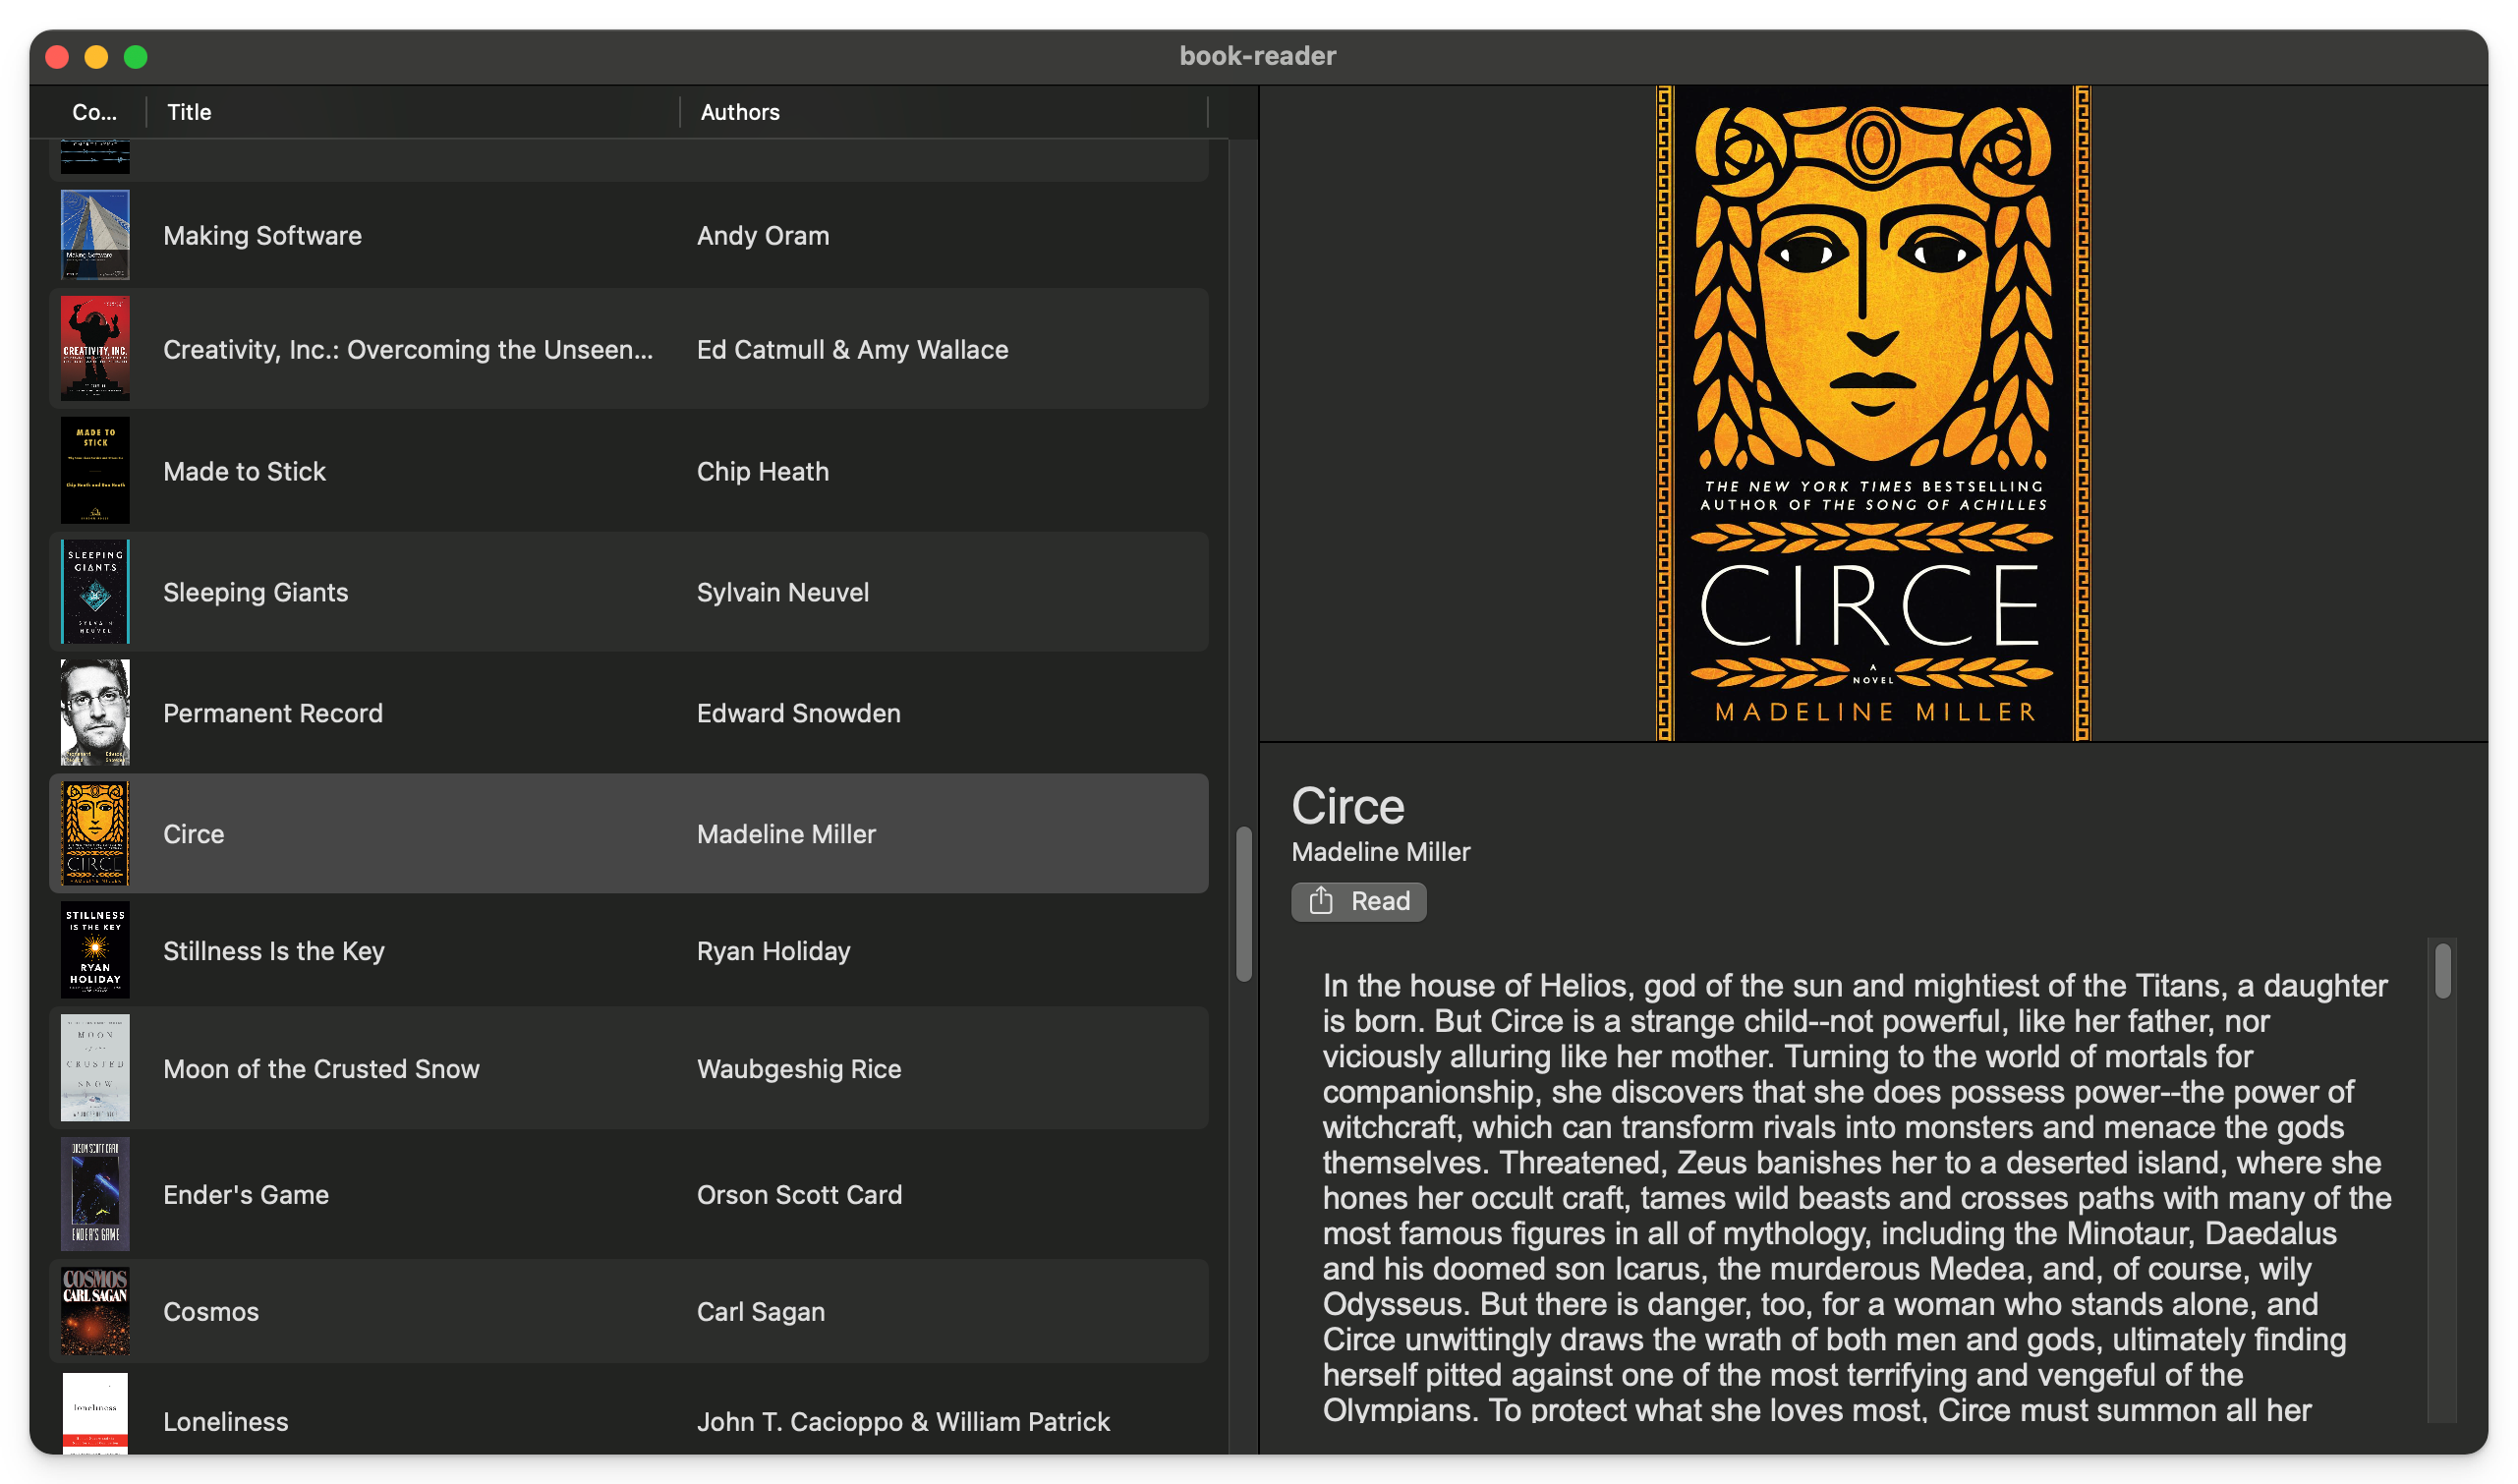 book-reader
Co...
Title
Authors
Making Software
Making Software
Andy Oram
CREATIVITY, INC.
Creativity, Inc.: Overcoming the Unseen...
Ed Catmull & Amy Wallace
MADE TO
STICK
Chip Heath and Dan Heath
Made to Stick
Chip Heath
SLEEPING
GIANTS
SYLVAIN
NEUVEL
Sleeping Giants
Sylvain Neuvel
Permanent Record
Edward Snowden
CIRCE
MADELINE MILLER
Circe
Madeline Miller
STILLNESS
IS THE KEY
RYAN
HOLIDAY
Stillness Is the Key
Ryan Holiday
MOON
of the
CRUSTED
SNOW
Moon of the Crusted Snow
Waubgeshig Rice
ORSON SCOTT CARD
ENDER'S GAME
Ender's Game
Orson Scott Card
COSMOS
CARL SAGAN
Cosmos
Carl Sagan
loneliness
Loneliness
John T. Cacioppo & William Patrick
THE NEW YORK TIMES BESTSELLING
AUTHOR OF THE SONG OF ACHILLES
CIRCE
A
NOVEL
MADELINE MILLER
Circe
Madeline Miller
Read
In the house of Helios, god of the sun and mightiest of the Titans, a daughter
is born. But Circe is a strange child--not powerful, like her father, nor
viciously alluring like her mother. Turning to the world of mortals for
companionship, she discovers that she does possess power--the power of
witchcraft, which can transform rivals into monsters and menace the gods
themselves. Threatened, Zeus banishes her to a deserted island, where she
hones her occult craft, tames wild beasts and crosses paths with many of the
most famous figures in all of mythology, including the Minotaur, Daedalus
and his doomed son Icarus, the murderous Medea, and, of course, wily
Odysseus. But there is danger, too, for a woman who stands alone, and
Circe unwittingly draws the wrath of both men and gods, ultimately finding
herself pitted against one of the most terrifying and vengeful of the
Olympians. To protect what she loves most, Circe must summon all her